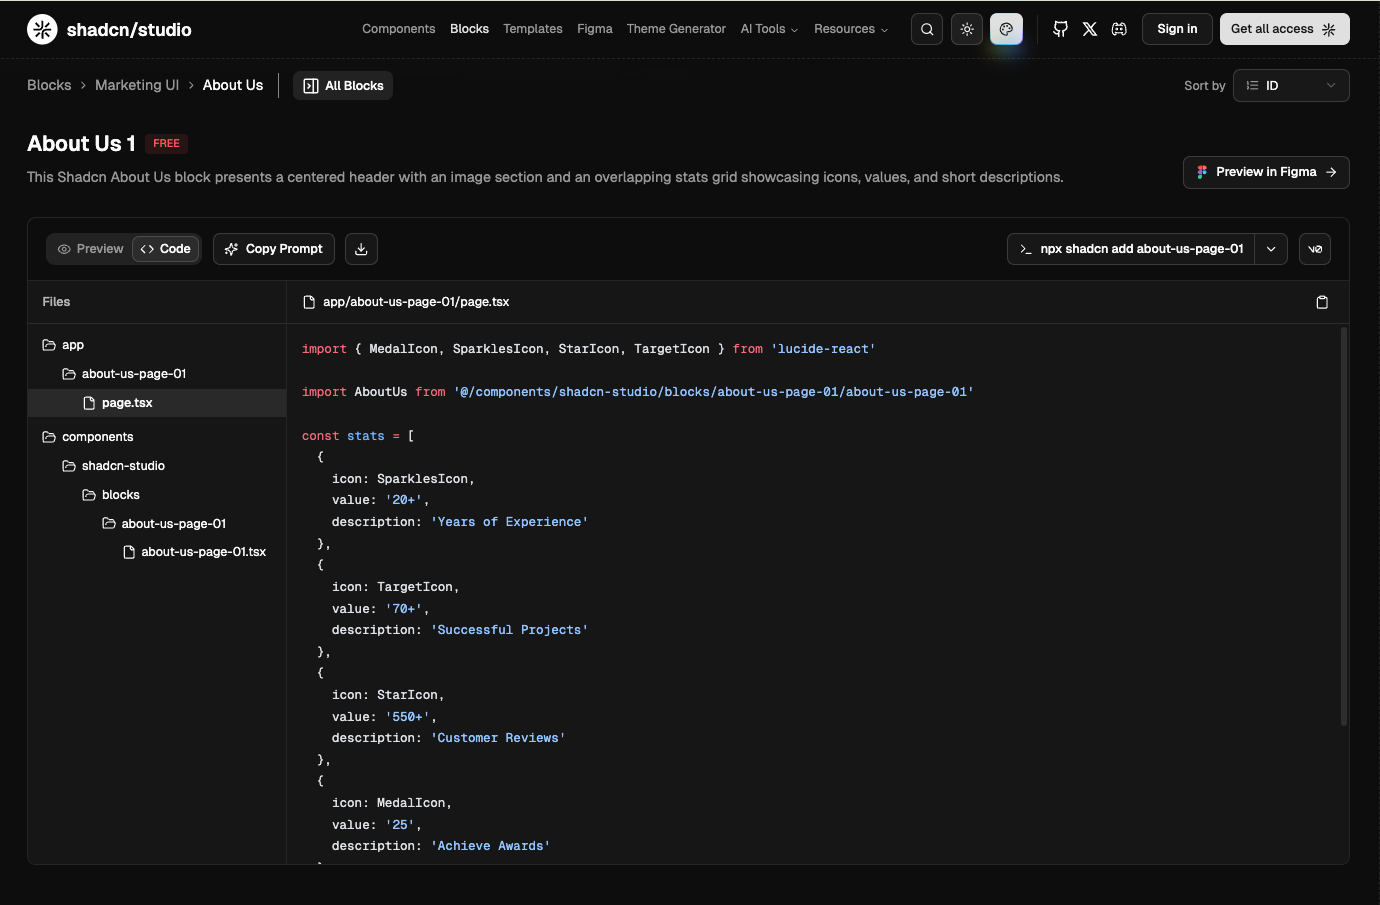 shadcn/studio Components Blocks Templates Figma Theme Generator AI Tools Resources Sign in Get all access
Blocks > Marketing UI > About Us All Blocks Sort by ID
About Us 1 FREE
This Shadcn About Us block presents a centered header with an image section and an overlapping stats grid showcasing icons, values, and short descriptions.
Preview in Figma →
Preview <> Code Copy Prompt >_ npx shadcn add about-us-page-01 v0
Files
app
about-us-page-01
page.tsx
components
shadcn-studio
blocks
about-us-page-01
about-us-page-01.tsx
app/about-us-page-01/page.tsx
import { MedalIcon, SparklesIcon, StarIcon, TargetIcon } from 'lucide-react'
import AboutUs from '@/components/shadcn-studio/blocks/about-us-page-01/about-us-page-01'
const stats = [
{
icon: SparklesIcon,
value: '20+',
description: 'Years of Experience'
},
{
icon: TargetIcon,
value: '70+',
description: 'Successful Projects'
},
{
icon: StarIcon,
value: '550+',
description: 'Customer Reviews'
},
{
icon: MedalIcon,
value: '25',
description: 'Achieve Awards'